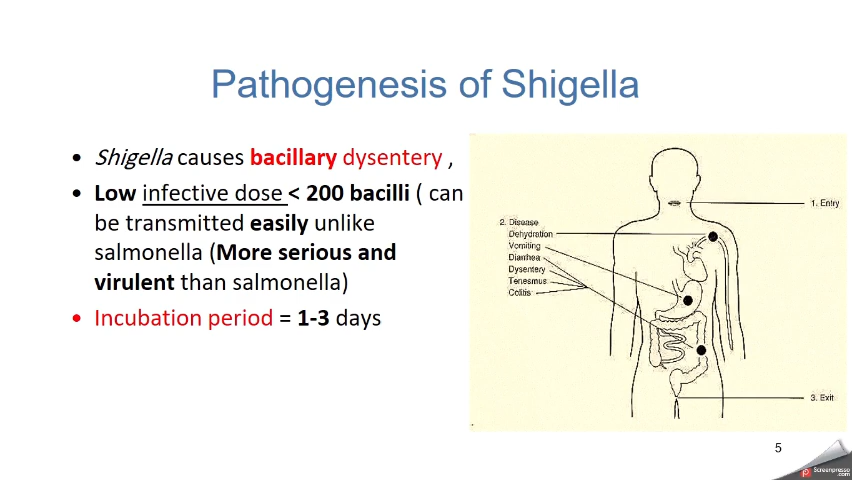 Pathogenesis of Shigella
• Shigella causes bacillary dysentery ,
• Low infective dose < 200 bacilli ( can
be transmitted easily unlike
salmonella (More serious and
virulent than salmonella)
• Incubation period = 1-3 days
1. Entry
2. Disease
Dehydration
Vomiting
Diarrhea
Dysentery
Tenesmus
Colitis
3. Exit
5
Screenpresso
.com